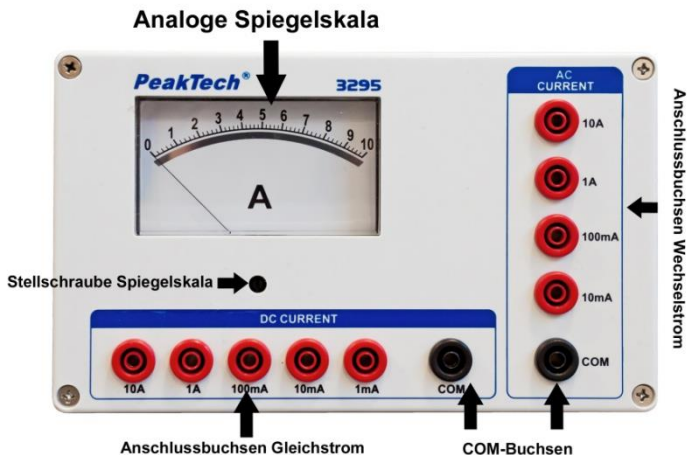 Analoge Spiegelskala
PeakTech® 3295
0 1 2 3 4 5 6 7 8 9 10
A
Stellschraube Spiegelskala
DC CURRENT
10A 1A 100mA 10mA 1mA COM
AC
CURRENT
10A
1A
100mA
10mA
COM
Anschlussbuchsen Wechselstrom
Anschlussbuchsen Gleichstrom
COM-Buchsen